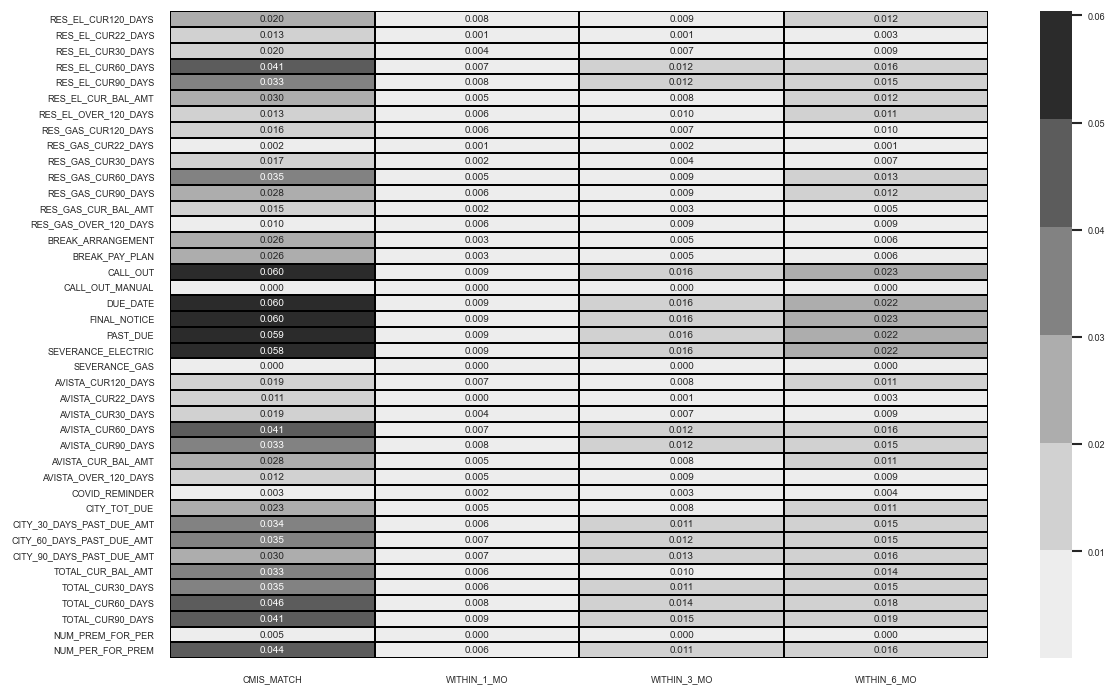 RES_EL_CUR120_DAYS 0.020 0.008 0.009 0.012 0.06
RES_EL_CUR22_DAYS 0.013 0.001 0.001 0.003
RES_EL_CUR30_DAYS 0.020 0.004 0.007 0.009
RES_EL_CUR60_DAYS 0.041 0.007 0.012 0.016
RES_EL_CUR90_DAYS 0.033 0.008 0.012 0.015
RES_EL_CUR_BAL_AMT 0.030 0.005 0.008 0.012
RES_EL_OVER_120_DAYS 0.013 0.006 0.010 0.011
RES_GAS_CUR120_DAYS 0.016 0.006 0.007 0.010 0.05
RES_GAS_CUR22_DAYS 0.002 0.001 0.002 0.001
RES_GAS_CUR30_DAYS 0.017 0.002 0.004 0.007
RES_GAS_CUR60_DAYS 0.035 0.005 0.009 0.013
RES_GAS_CUR90_DAYS 0.028 0.006 0.009 0.012
RES_GAS_CUR_BAL_AMT 0.015 0.002 0.003 0.005
RES_GAS_OVER_120_DAYS 0.010 0.006 0.009 0.009 0.04
BREAK_ARRANGEMENT 0.026 0.003 0.005 0.006
BREAK_PAY_PLAN 0.026 0.003 0.005 0.006
CALL_OUT 0.060 0.009 0.016 0.023
CALL_OUT_MANUAL 0.000 0.000 0.000 0.000
DUE_DATE 0.060 0.009 0.016 0.022
FINAL_NOTICE 0.060 0.009 0.016 0.023
PAST_DUE 0.059 0.009 0.016 0.022 0.03
SEVERANCE_ELECTRIC 0.058 0.009 0.016 0.022
SEVERANCE_GAS 0.000 0.000 0.000 0.000
AVISTA_CUR120_DAYS 0.019 0.007 0.008 0.011
AVISTA_CUR22_DAYS 0.011 0.000 0.001 0.003
AVISTA_CUR30_DAYS 0.019 0.004 0.007 0.009
AVISTA_CUR60_DAYS 0.041 0.007 0.012 0.016
AVISTA_CUR90_DAYS 0.033 0.008 0.012 0.015 0.02
AVISTA_CUR_BAL_AMT 0.028 0.005 0.008 0.011
AVISTA_OVER_120_DAYS 0.012 0.005 0.009 0.009
COVID_REMINDER 0.003 0.002 0.003 0.004
CITY_TOT_DUE 0.023 0.005 0.008 0.011
CITY_30_DAYS_PAST_DUE_AMT 0.034 0.006 0.011 0.015
CITY_60_DAYS_PAST_DUE_AMT 0.035 0.007 0.012 0.015
CITY_90_DAYS_PAST_DUE_AMT 0.030 0.007 0.013 0.016 0.01
TOTAL_CUR_BAL_AMT 0.033 0.006 0.010 0.014
TOTAL_CUR30_DAYS 0.035 0.006 0.011 0.015
TOTAL_CUR60_DAYS 0.046 0.008 0.014 0.018
TOTAL_CUR90_DAYS 0.041 0.009 0.015 0.019
NUM_PREM_FOR_PER 0.005 0.000 0.000 0.000
NUM_PER_FOR_PREM 0.044 0.006 0.011 0.016
CMIS_MATCH WITHIN_1_MO WITHIN_3_MO WITHIN_6_MO